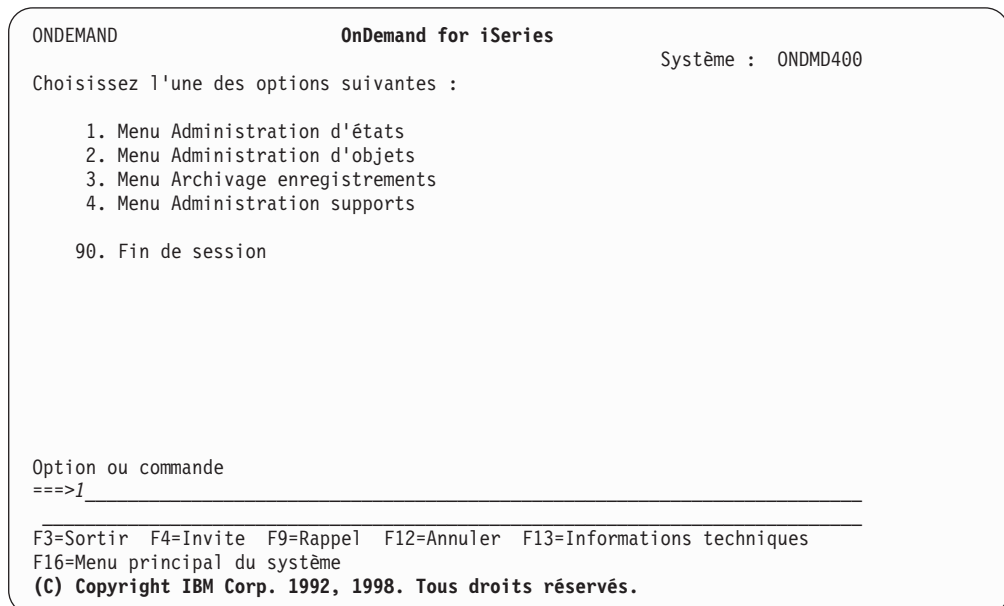 ONDEMAND OnDemand for iSeries
Système : ONDMD400
Choisissez l'une des options suivantes :
1. Menu Administration d'états
2. Menu Administration d'objets
3. Menu Archivage enregistrements
4. Menu Administration supports
90. Fin de session
Option ou commande
===>1
F3=Sortir F4=Invite F9=Rappel F12=Annuler F13=Informations techniques
F16=Menu principal du système
(C) Copyright IBM Corp. 1992, 1998. Tous droits réservés.